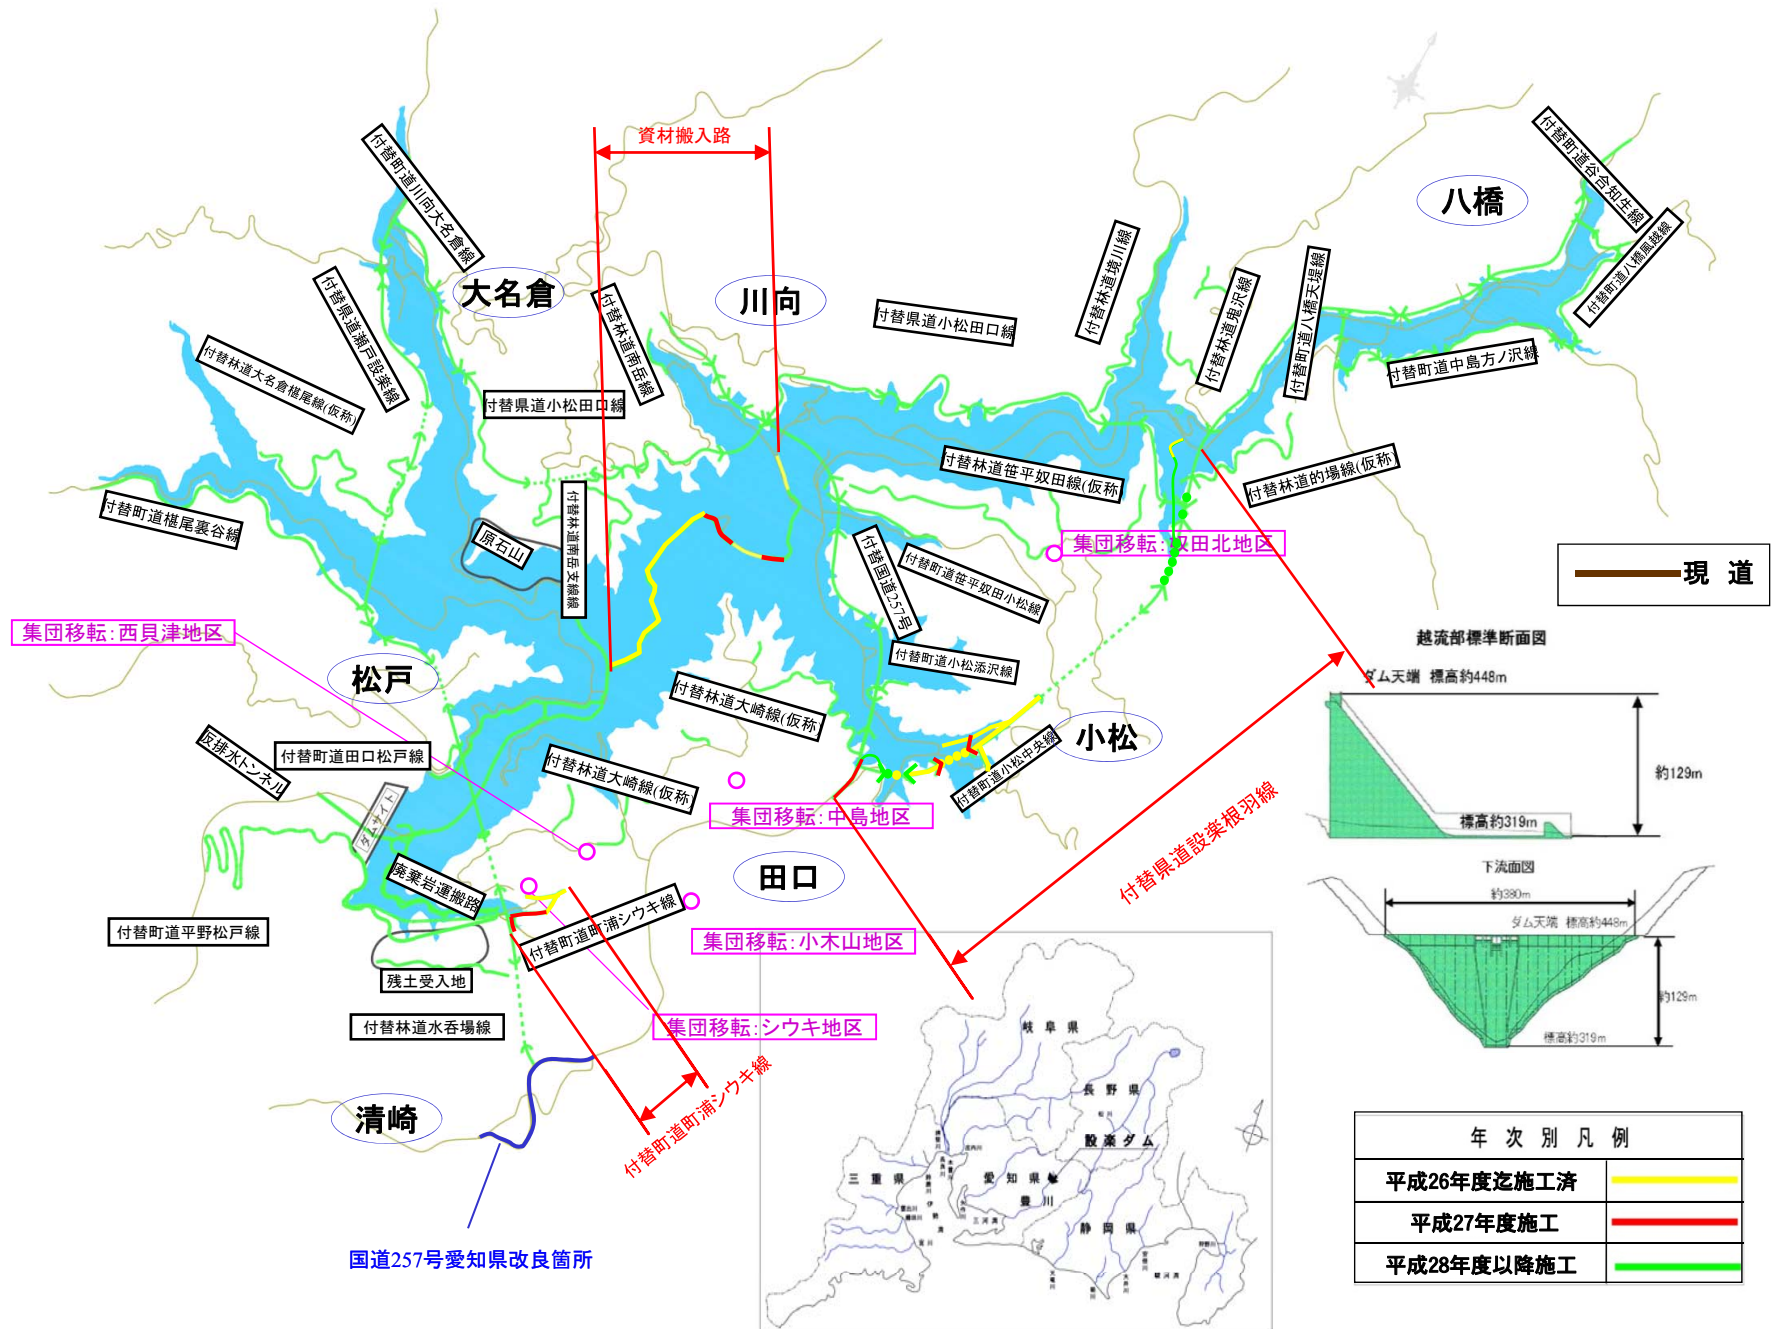 資材搬入路
八橋
付替町道谷合知生線
付替町道八橋風越線
付替町道川向大名倉線
大名倉
付替県道瀬戸設楽線
付替林道大名倉椹尾線(仮称)
付替林道南岳線
川向
付替県道小松田口線
付替林道境川線
付替林道鬼沢線
付替町道八橋天堤線
付替町道中島方ノ沢線
付替県道小松田口線
付替林道笹平奴田線(仮称
付替林道的場線(仮称)
付替町道椹尾裏谷線
原石山
付替林道南岳支線線
付替国道257号
付替町道笹平奴田小松線
集団移転:奴田北地区
現 道
集団移転:西貝津地区
松戸
付替町道小松添沢線
付替林道大崎線(仮称)
小松
付替町道小松中央線
越流部標準断面図
ダム天端 標高約448m
約129m
標高約319m
付替町道田口松戸線
仮排水トンネル
付替林道大崎線(仮称)
ダムサイト
集団移転:中島地区
田口
付替県道設楽根羽線
下流面図
約380m
ダム天端 標高約448m
約129m
標高約319m
廃棄岩運搬路
付替町道平野松戸線
付替町道町浦シウキ線
集団移転:小木山地区
残土受入地
付替林道水呑場線
集団移転:シウキ地区
付替町道町浦シウキ線
清崎
国道257号愛知県改良箇所
岐阜県
長野県
設楽ダム
三重県
愛知県
豊川
静岡県
三河湾
伊勢湾
駿河湾
年次別凡例
平成26年度迄施工済
平成27年度施工
平成28年度以降施工